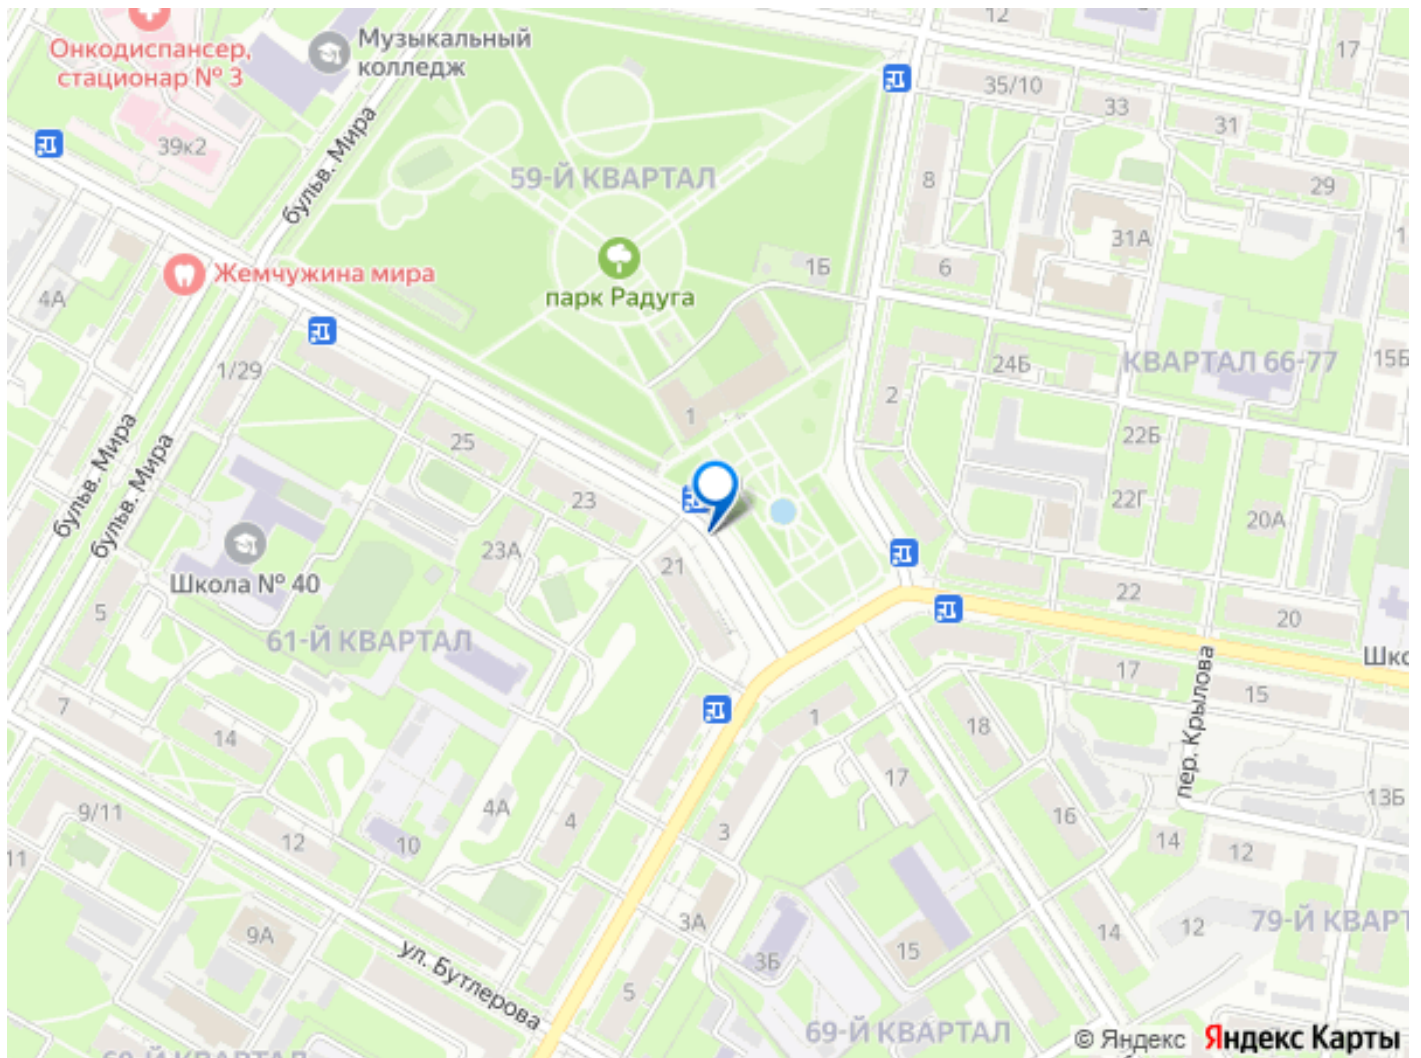 12
17
Онкодиспансер,
стационар № 3
Музыкальный
колледж
35/10
33
31
39к2
бульв. Мира
59-Й КВАРТАЛ
8
29
31А
Жемчужина мира
4А
парк Радуга
1Б
6
1/29
24Б
КВАРТАЛ 66-77
15Б
2
1
25
22Б
бульв. Мира
бульв. Мира
23
22Г
20А
23А
21
Школа № 40
22
20
5
61-Й КВАРТАЛ
Шко
17
15
пер. Крылова
7
14
1
18
17
9/11
12
10
4А
4
3
16
14
12
13Б
11
9А
ул. Бутлерова
3А
3Б
15
14
12
79-Й КВАРТ
5
69-Й КВАРТАЛ
© Яндекс
Яндекс Карты